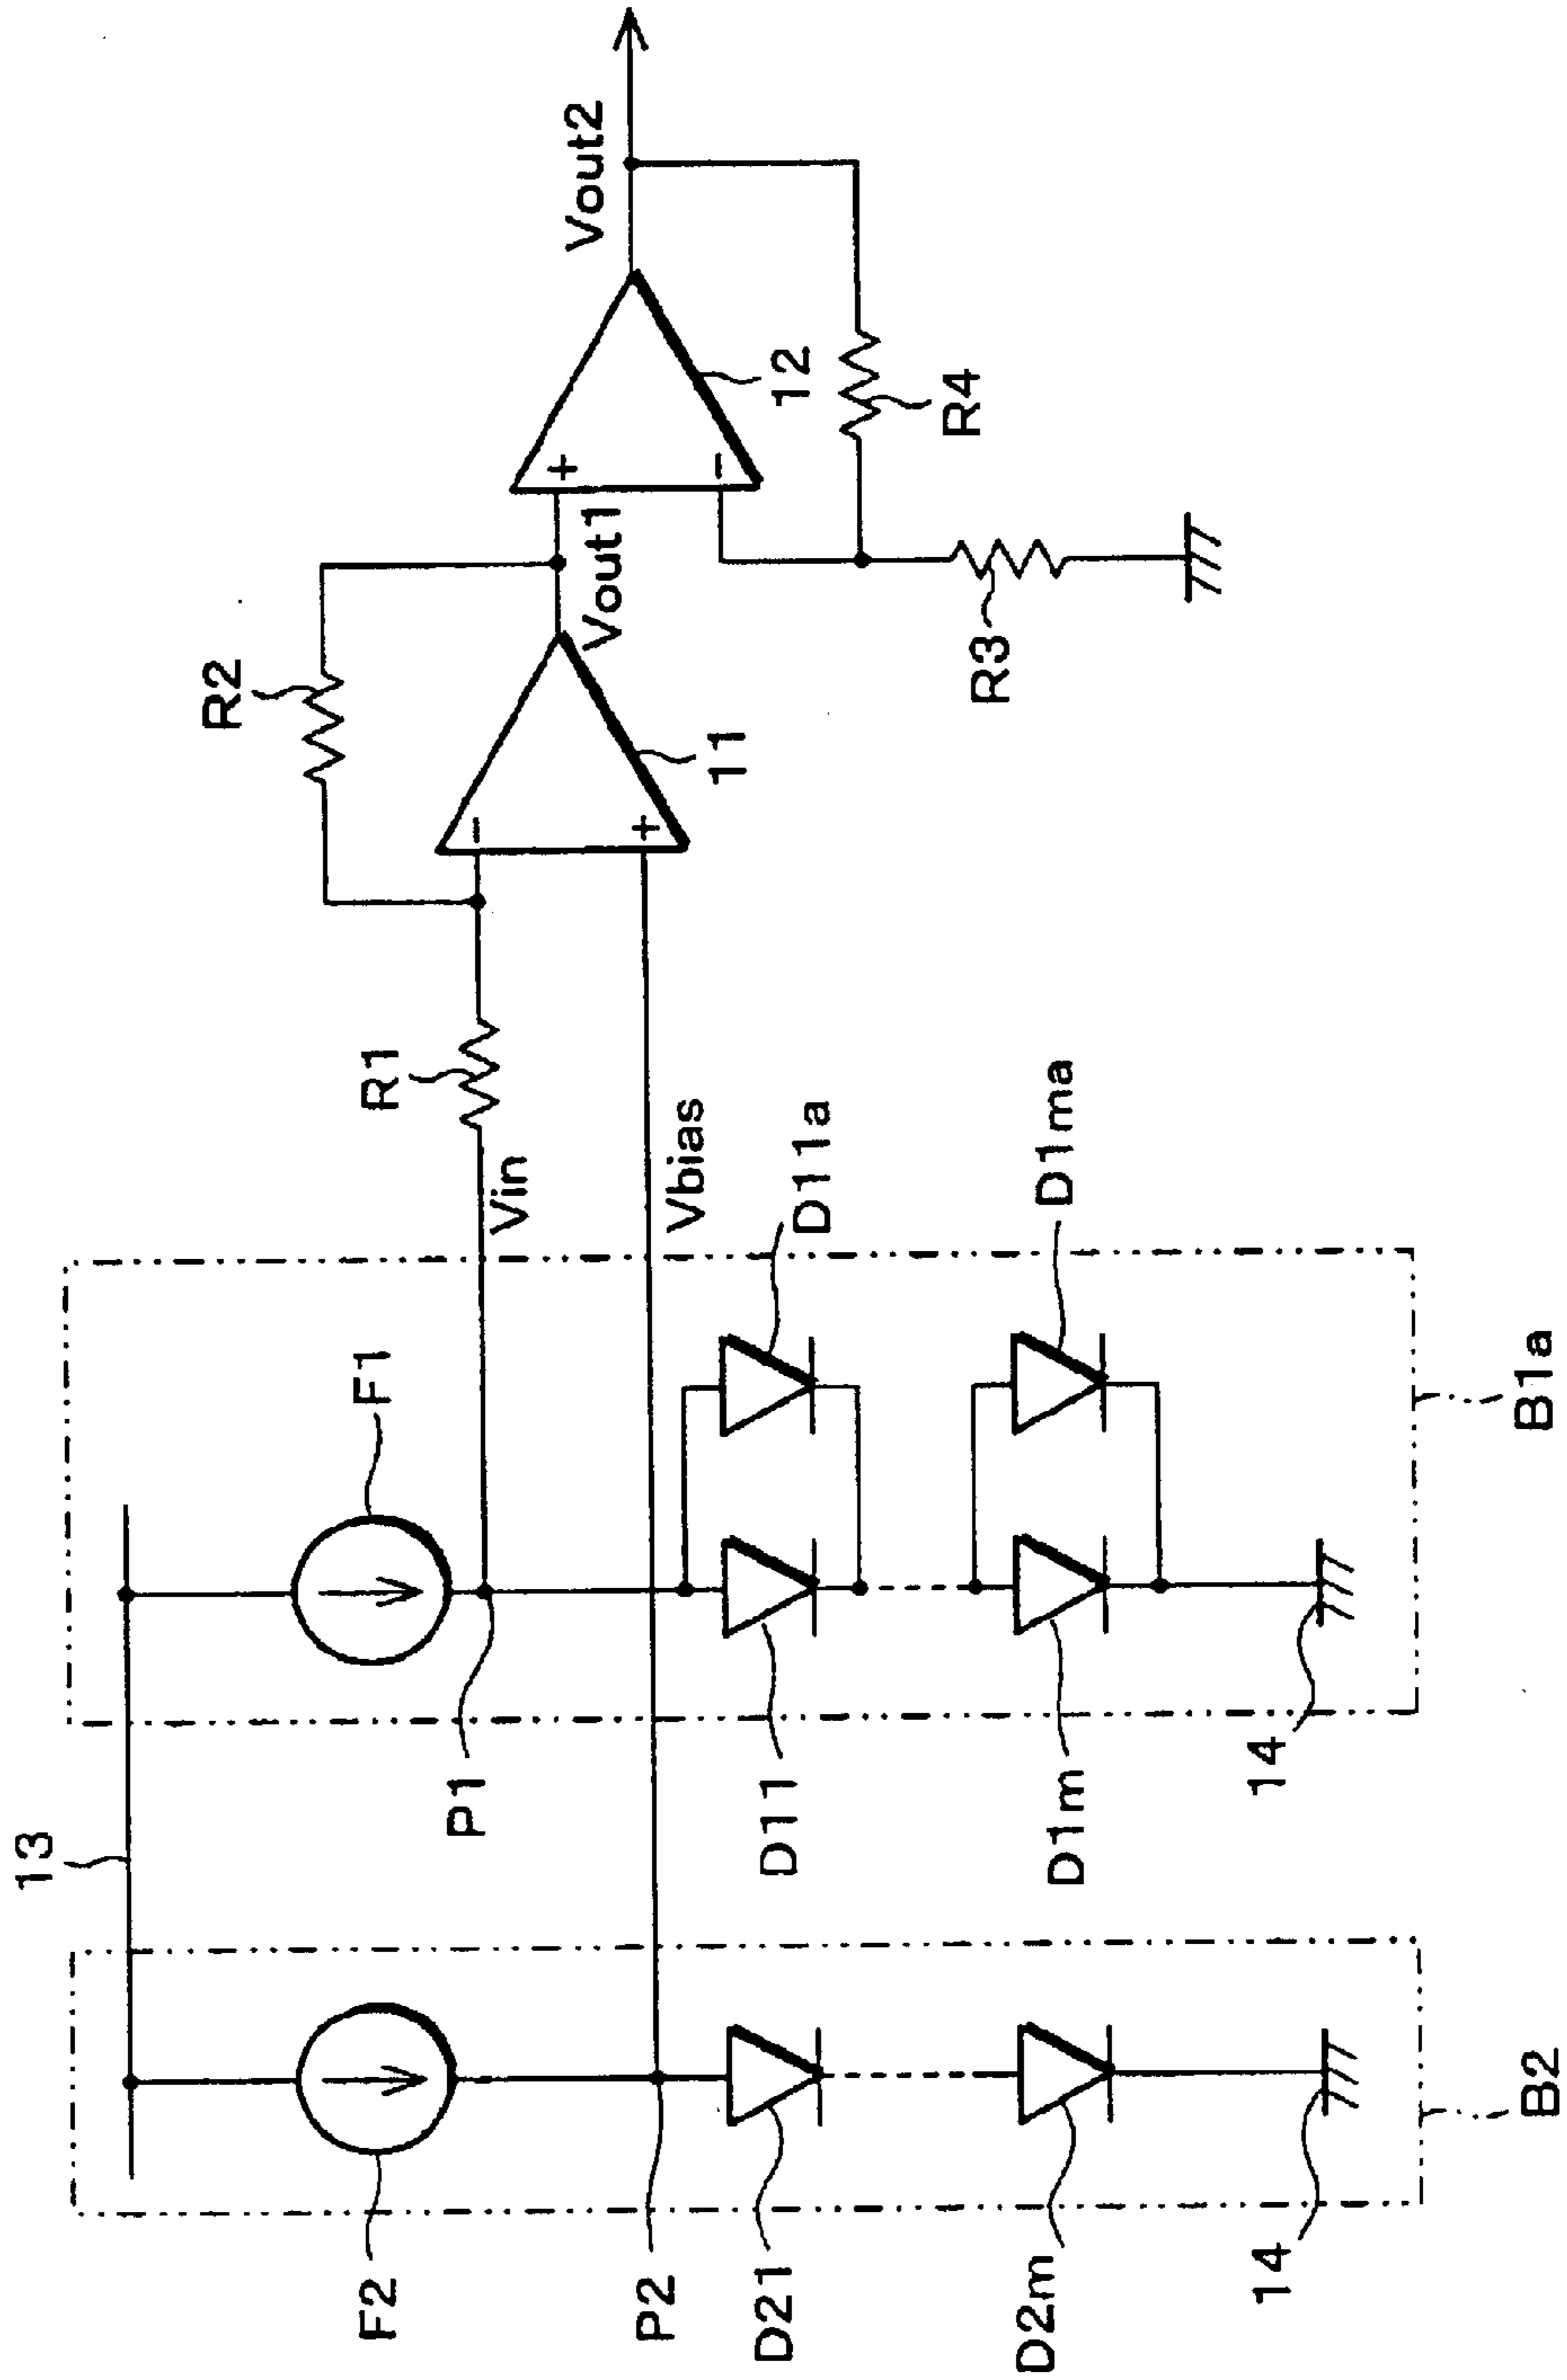 13
F2
F1
P2
P1
Vin
Vbias
R1
R2
11
Vout1
12
Vout2
R3
R4
D21
D11
D11a
D2m
D1m
D1ma
14
14
B2
B1a
+
-
+
-